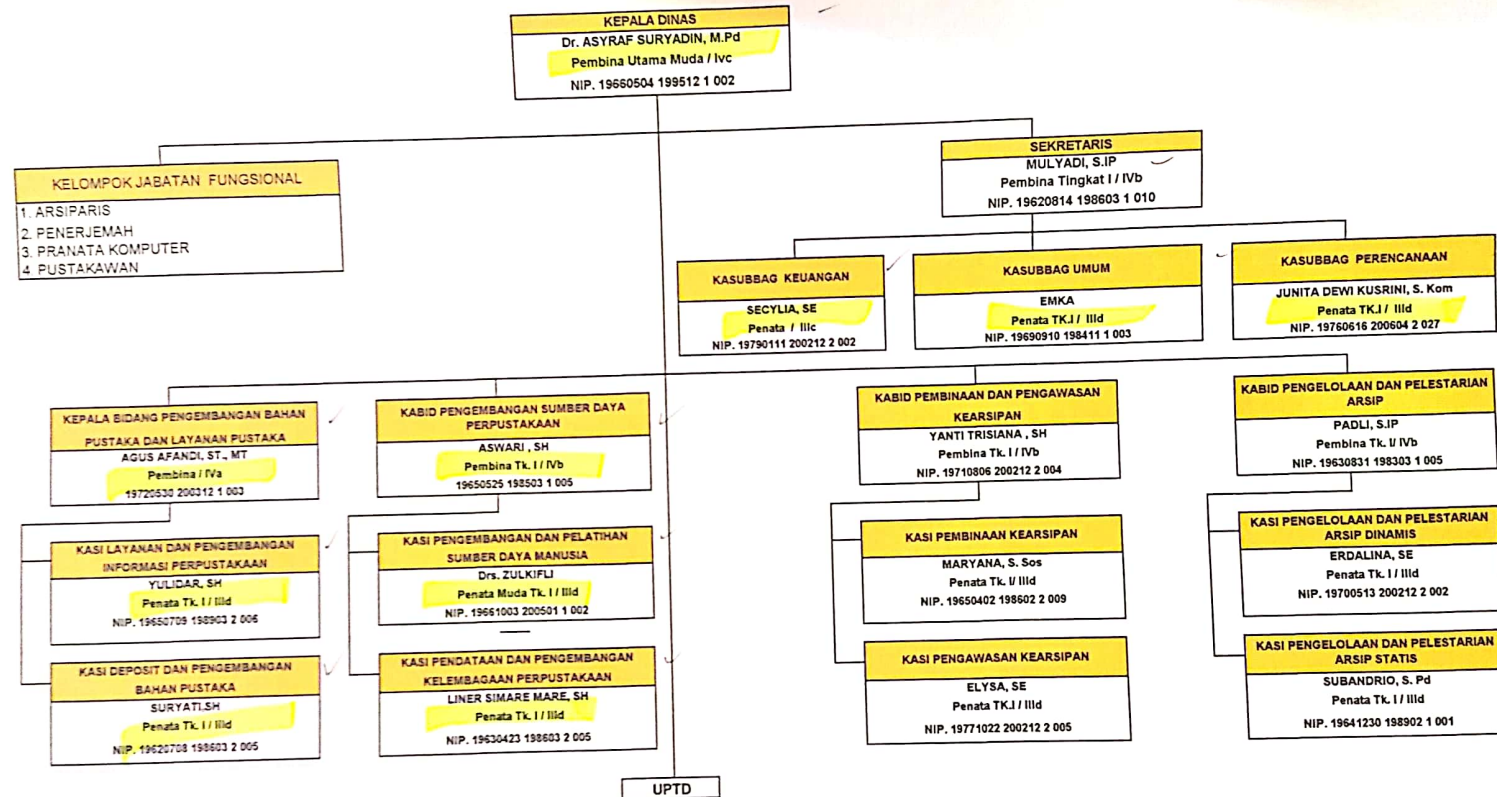 KEPALA DINAS
Dr. ASYRAF SURYADIN, M.Pd
Pembina Utama Muda / Ivc
NIP. 19660504 199512 1 002
KELOMPOK JABATAN FUNGSIONAL
1. ARSIPARIS
2. PENERJEMAH
3. PRANATA KOMPUTER
4 PUSTAKAWAN
SEKRETARIS
MULYADI, S.IP
Pembina Tingkat I / IVb
NIP. 19620814 198603 1 010
KASUBBAG KEUANGAN
SECYLIA, SE
Penata / IIIc
NIP. 19790111 200212 2 002
KASUBBAG UMUM
EMKA
Penata TK.I / IIId
NIP. 19690910 198411 1 003
KASUBBAG PERENCANAAN
JUNITA DEWI KUSRINI, S. Kom
Penata TK.I / IIId
NIP. 19760616 200604 2 027
KEPALA BIDANG PENGEMBANGAN BAHAN
PUSTAKA DAN LAYANAN PUSTAKA
AGUS AFANDI, ST., MT
Pembina / IVa
19720530 200312 1 003
KABID PENGEMBANGAN SUMBER DAYA
PERPUSTAKAAN
ASWARI , SH
Pembina Tk. I / IVb
19650525 198503 1 005
KABID PEMBINAAN DAN PENGAWASAN
KEARSIPAN
YANTI TRISIANA , SH
Pembina Tk. I / IVb
NIP. 19710806 200212 2 004
KABID PENGELOLAAN DAN PELESTARIAN
ARSIP
PADLI, S.IP
Pembina Tk. I/ IVb
NIP. 19630831 198303 1 005
KASI LAYANAN DAN PENGEMBANGAN
INFORMASI PERPUSTAKAAN
YULIDAR, SH
Penata Tk. I / IIId
NIP. 19650709 198903 2 006
KASI PENGEMBANGAN DAN PELATIHAN
SUMBER DAYA MANUSIA
Drs. ZULKIFLI
Penata Muda Tk. I / IIId
NIP. 19661003 200501 1 002
KASI PEMBINAAN KEARSIPAN
MARYANA, S. Sos
Penata Tk. I/ IIId
NIP. 19650402 198602 2 009
KASI PENGELOLAAN DAN PELESTARIAN
ARSIP DINAMIS
ERDALINA, SE
Penata Tk. I / IIId
NIP. 19700513 200212 2 002
KASI DEPOSIT DAN PENGEMBANGAN
BAHAN PUSTAKA
SURYATI.SH
Penata Tk. I / IIId
NIP. 19620708 198603 2 005
KASI PENDATAAN DAN PENGEMBANGAN
KELEMBAGAAN PERPUSTAKAAN
LINER SIMARE MARE, SH
Penata Tk. I / IIId
NIP. 19630423 198603 2 005
KASI PENGAWASAN KEARSIPAN
ELYSA, SE
Penata TK.I / IIId
NIP. 19771022 200212 2 005
KASI PENGELOLAAN DAN PELESTARIAN
ARSIP STATIS
SUBANDRIO, S. Pd
Penata Tk. I / IIId
NIP. 19641230 198902 1 001
UPTD